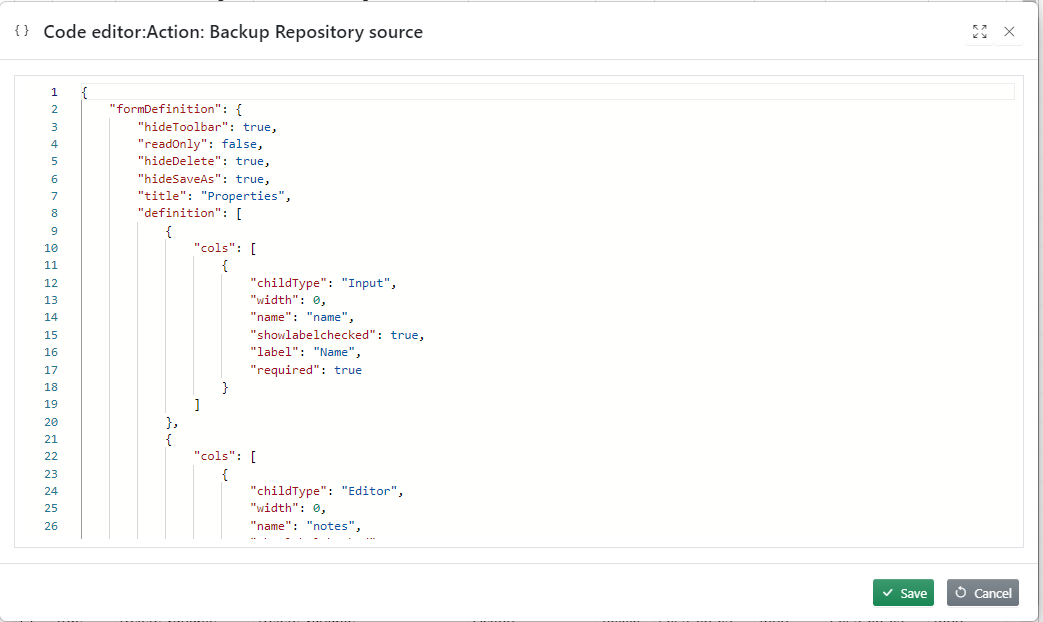 { } Code editor:Action: Backup Repository source
1 {
2 "formDefinition": {
3 "hideToolbar": true,
4 "readOnly": false,
5 "hideDelete": true,
6 "hideSaveAs": true,
7 "title": "Properties",
8 "definition": [
9 {
10 "cols": [
11 {
12 "childType": "Input",
13 "width": 0,
14 "name": "name",
15 "showlabelchecked": true,
16 "label": "Name",
17 "required": true
18 }
19 ]
20 },
21 {
22 "cols": [
23 {
24 "childType": "Editor",
25 "width": 0,
26 "name": "notes",
Save Cancel